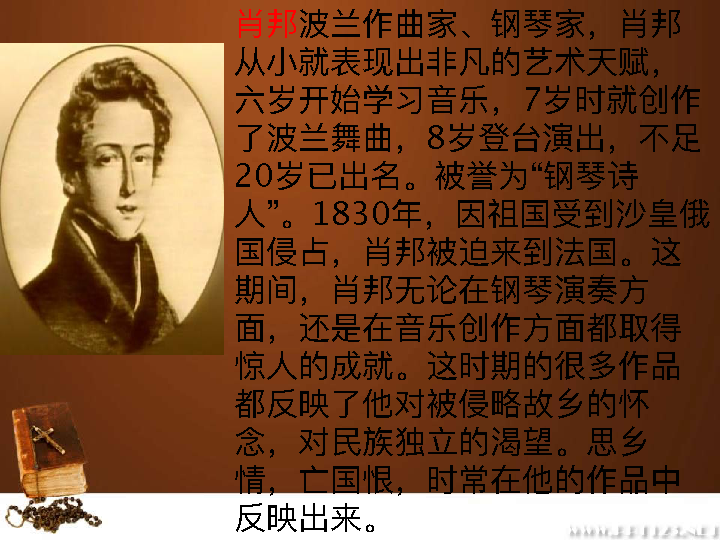 肖邦波兰作曲家、钢琴家，肖邦
从小就表现出非凡的艺术天赋，
六岁开始学习音乐，7岁时就创作
了波兰舞曲，8岁登台演出，不足
20岁已出名。被誉为“钢琴诗
人”。1830年，因祖国受到沙皇俄
国侵占，肖邦被迫来到法国。这
期间，肖邦无论在钢琴演奏方
面，还是在音乐创作方面都取得
惊人的成就。这时期的很多作品
都反映了他对被侵略故乡的怀
念，对民族独立的渴望。思乡
情，亡国恨，时常在他的作品中
反映出来。